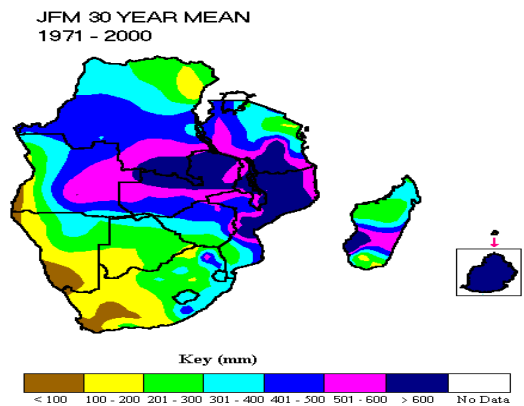 JFM 30 YEAR MEAN
1971 - 2000
Key (mm)
< 100 100 - 200 201 - 300 301 - 400 401 - 500 501 - 600 > 600 No Data